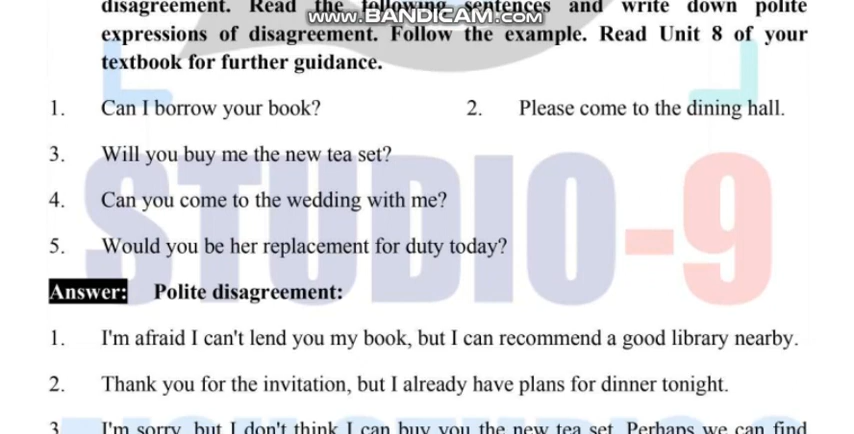 disagreement. Read the following sentences and write down polite
www.BANDICAM.com
expressions of disagreement. Follow the example. Read Unit 8 of your
textbook for further guidance.
1. Can I borrow your book? 2. Please come to the dining hall.
3. Will you buy me the new tea set?
4. Can you come to the wedding with me?
5. Would you be her replacement for duty today?
STUDIO-9
Answer: Polite disagreement:
1. I'm afraid I can't lend you my book, but I can recommend a good library nearby.
2. Thank you for the invitation, but I already have plans for dinner tonight.
3. I'm sorry, but I don't think I can buy you the new tea set. Perhaps we can find